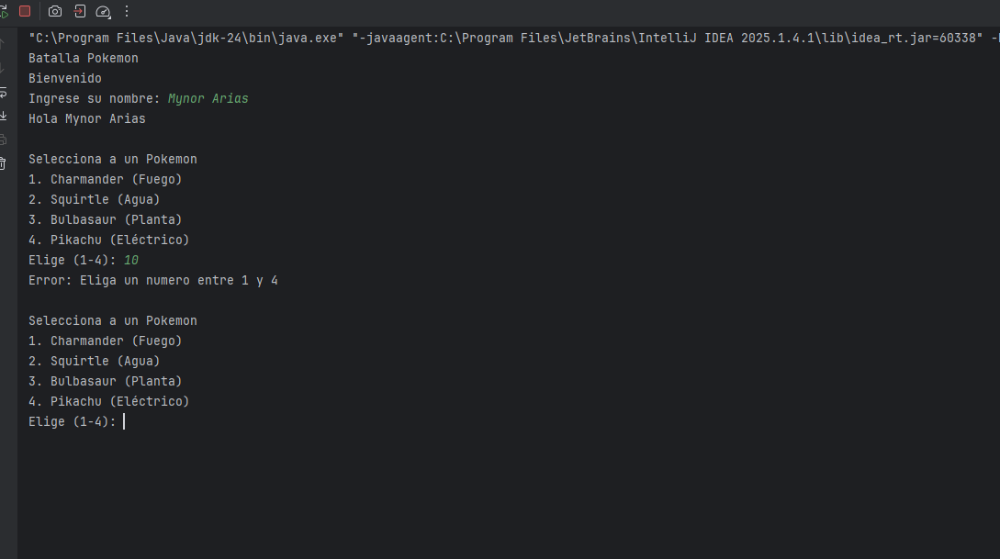 "C:\Program Files\Java\jdk-24\bin\java.exe" "-javaagent:C:\Program Files\JetBrains\IntelliJ IDEA 2025.1.4.1\lib\idea_rt.jar=60338"
Batalla Pokemon
Bienvenido
Ingrese su nombre: Mynor Arias
Hola Mynor Arias
Selecciona a un Pokemon
1. Charmander (Fuego)
2. Squirtle (Agua)
3. Bulbasaur (Planta)
4. Pikachu (Eléctrico)
Elige (1-4): 10
Error: Eliga un numero entre 1 y 4
Selecciona a un Pokemon
1. Charmander (Fuego)
2. Squirtle (Agua)
3. Bulbasaur (Planta)
4. Pikachu (Eléctrico)
Elige (1-4):